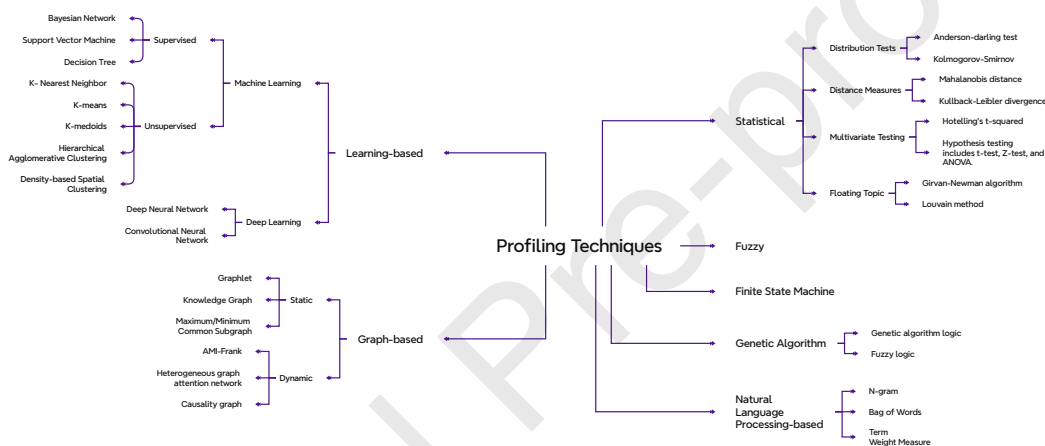 Bayesian Network
Support Vector Machine
Decision Tree
Supervised
K- Nearest Neighbor
K-means
K-medoids
Hierarchical
Agglomerative Clustering
Density-based Spatial
Clustering
Unsupervised
Machine Learning
Deep Neural Network
Convolutional Neural
Network
Deep Learning
Learning-based
Graphlet
Knowledge Graph
Maximum/Minimum
Common Subgraph
Static
AMI-Frank
Heterogeneous graph
attention network
Causality graph
Dynamic
Graph-based
Profiling Techniques
Statistical
Distribution Tests
Anderson-darling test
Kolmogorov-Smirnov
Distance Measures
Mahalanobis distance
Kullback-Leibler divergence
Multivariate Testing
Hotelling's t-squared
Hypothesis testing
includes t-test, Z-test, and
ANOVA.
Floating Topic
Girvan-Newman algorithm
Louvain method
Fuzzy
Finite State Machine
Genetic Algorithm
Genetic algorithm logic
Fuzzy logic
Natural
Language
Processing-based
N-gram
Bag of Words
Term
Weight Measure
Pre-pro